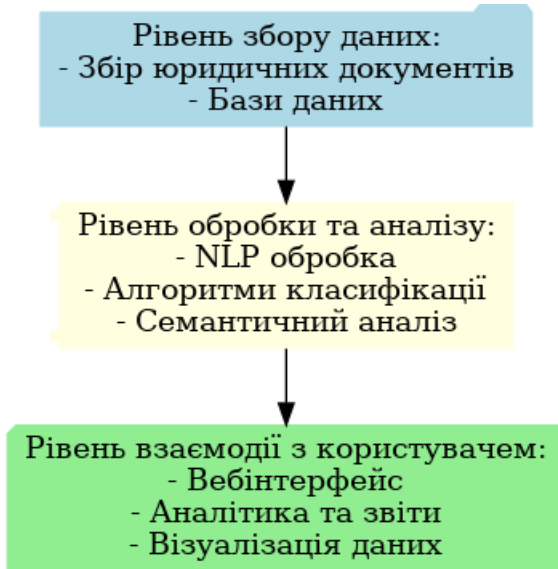 Рівень збору даних:
- Збір юридичних документів
- Бази даних
Рівень обробки та аналізу:
- NLP обробка
- Алгоритми класифікації
- Семантичний аналіз
Рівень взаємодії з користувачем:
- Вебінтерфейс
- Аналітика та звіти
- Візуалізація даних